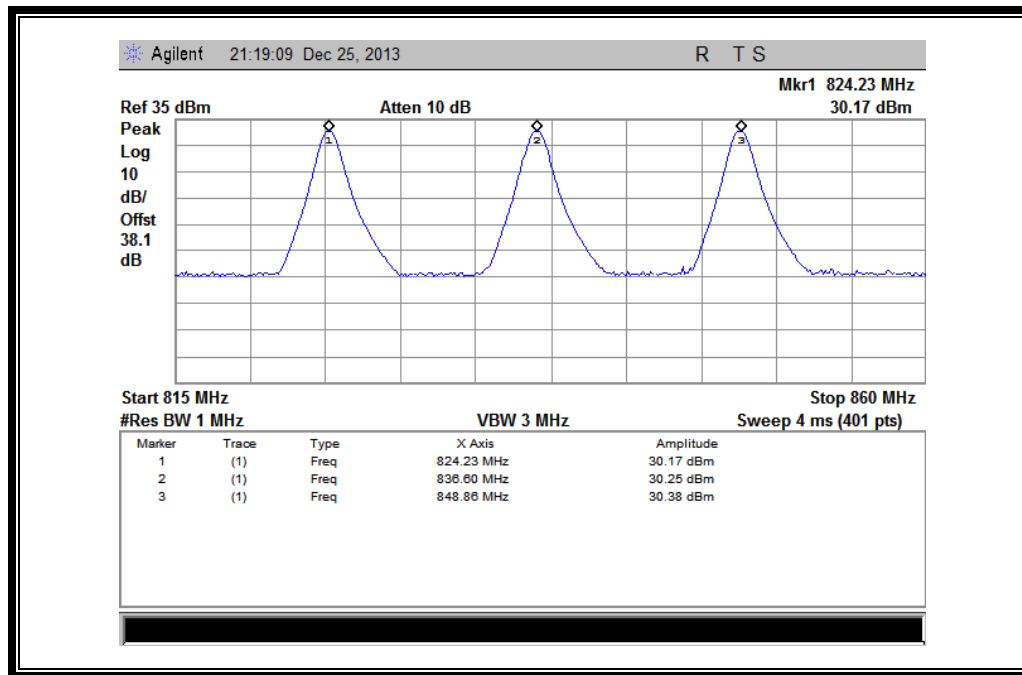 Agilent 21:19:09 Dec 25, 2013 R T S
Mkr1 824.23 MHz
Ref 35 dBm Atten 10 dB 30.17 dBm
Peak
Log
10
dB/
Offst
38.1
dB
1 2 3
Start 815 MHz Stop 860 MHz
#Res BW 1 MHz VBW 3 MHz Sweep 4 ms (401 pts)
Marker Trace Type X Axis Amplitude
1 (1) Freq 824.23 MHz 30.17 dBm
2 (1) Freq 836.60 MHz 30.25 dBm
3 (1) Freq 848.86 MHz 30.38 dBm